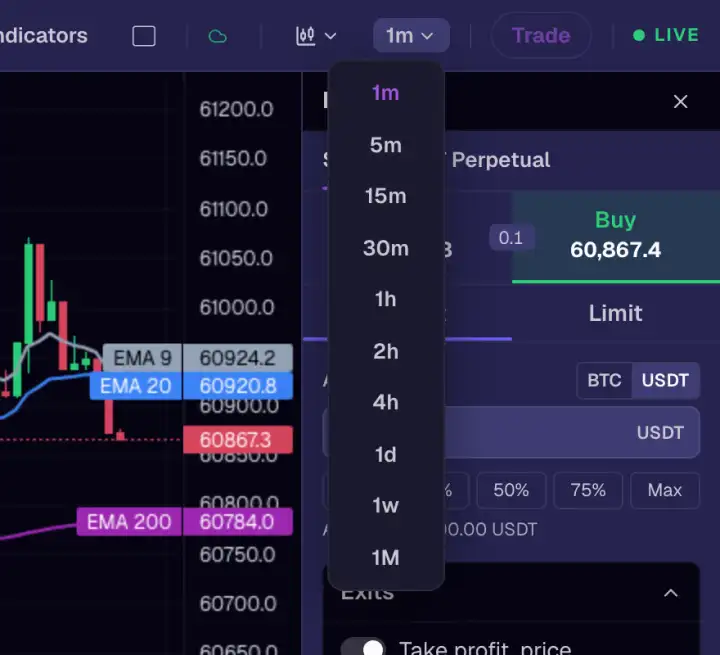 ndicators
1m
Trade
LIVE
1m
5m
15m
30m
1h
2h
4h
1d
1w
1M
61200.0
61150.0
61100.0
61050.0
61000.0
EMA 9 60924.2
EMA 20 60920.8
60900.0
60867.3
60850.0
60800.0
EMA 200 60784.0
60750.0
60700.0
60650.0
Perpetual
0.1
Buy
60,867.4
Limit
BTC USDT
USDT
% 50% 75% Max
00.00 USDT
Exits
Take profit, price